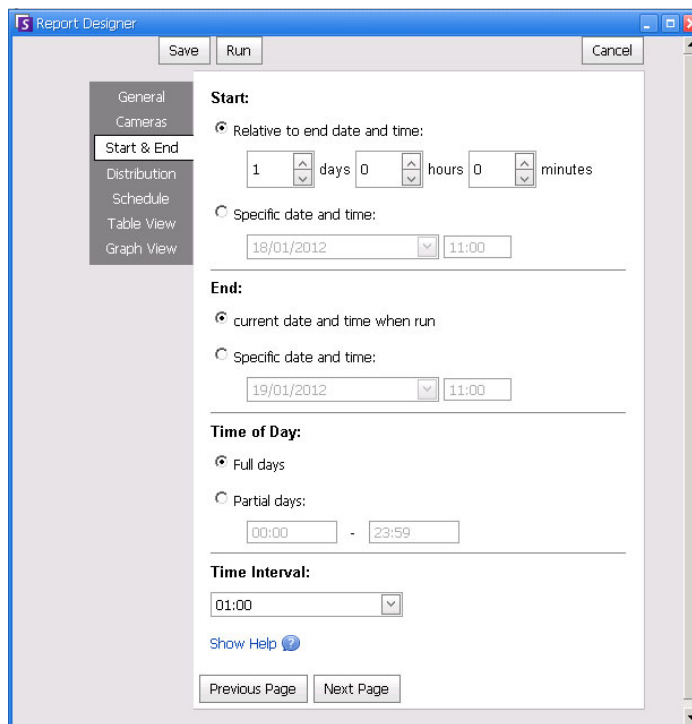 Report Designer
Save Run Cancel
General
Cameras
Start & End
Distribution
Schedule
Table View
Graph View
Start:
Relative to end date and time:
1 days 0 hours 0 minutes
Specific date and time:
18/01/2012 11:00
End:
current date and time when run
Specific date and time:
19/01/2012 11:00
Time of Day:
Full days
Partial days:
00:00 - 23:59
Time Interval:
01:00
Show Help ?
Previous Page Next Page